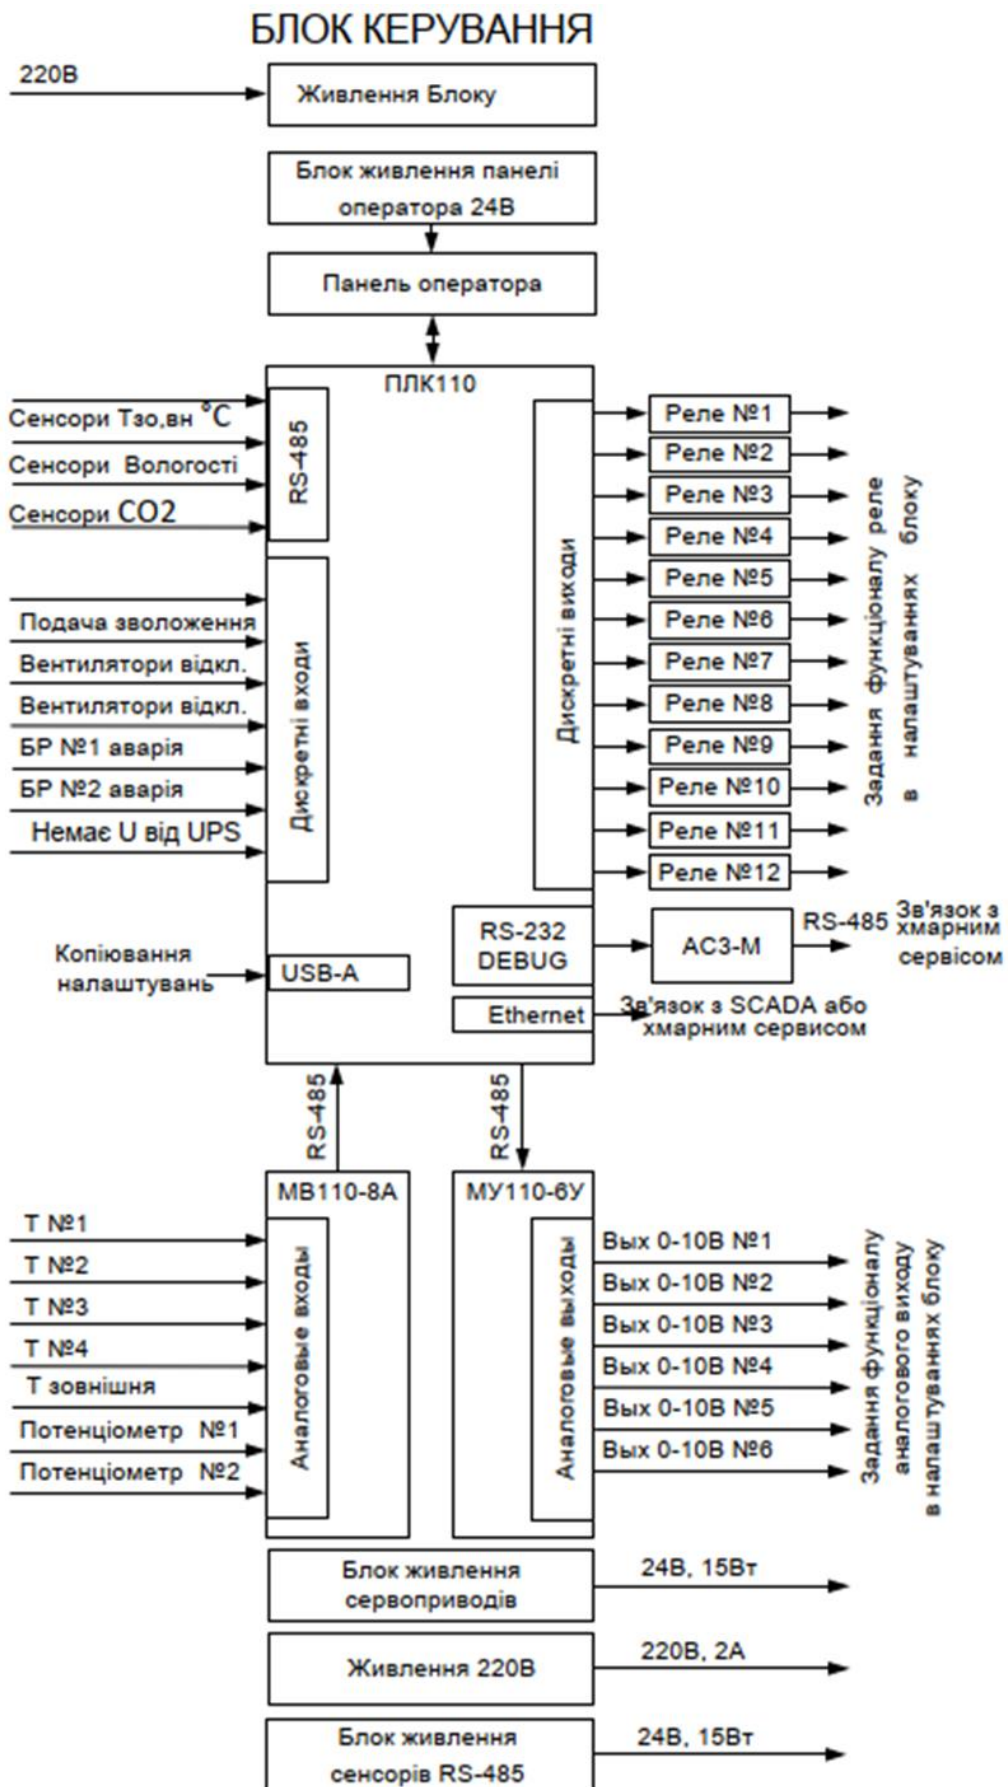 БЛОК КЕРУВАННЯ
220В
Живлення Блоку
Блок живлення панелі
оператора 24В
Панель оператора
ПЛК110
Сенсори Тзо,вн °C
Сенсори Вологості
Сенсори CO2
RS-485
Подача зволоження
Вентилятори відкл.
Вентилятори відкл.
БР №1 аварія
БР №2 аварія
Немає U від UPS
Дискретні входи
Дискретні виходи
Реле №1
Реле №2
Реле №3
Реле №4
Реле №5
Реле №6
Реле №7
Реле №8
Реле №9
Реле №10
Реле №11
Реле №12
Задання функціоналу реле
в налаштуваннях блоку
Копіювання
налаштувань
USB-A
RS-232
DEBUG
АС3-М
RS-485
Зв'язок з
хмарним
сервісом
Ethernet
Зв'язок з SCADA або
хмарним сервисом
RS-485
RS-485
МВ110-8А
МУ110-6У
Т №1
Т №2
Т №3
Т №4
Т зовнішня
Потенціометр №1
Потенціометр №2
Аналоговые входы
Аналоговые выходы
Вых 0-10В №1
Вых 0-10В №2
Вых 0-10В №3
Вых 0-10В №4
Вых 0-10В №5
Вых 0-10В №6
Задання функціоналу
аналогового виходу
в налаштуваннях блоку
Блок живлення
сервоприводів
24В, 15Вт
Живлення 220В
220В, 2А
Блок живлення
сенсорів RS-485
24В, 15Вт